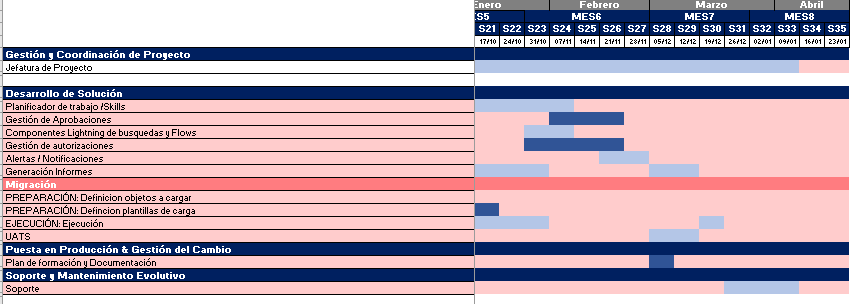 Enero Febrero Marzo Abril
MES5 MES6 MES7 MES8
S21 S22 S23 S24 S25 S26 S27 S28 S29 S30 S31 S32 S33 S34 S35
17/10 24/10 31/10 07/11 14/11 21/11 28/11 05/12 12/12 19/12 26/12 02/01 09/01 16/01 23/01
Gestión y Coordinación de Proyecto
Jefatura de Proyecto
Desarrollo de Solución
Planificador de trabajo /Skills
Gestión de Aprobaciones
Componentes Lightning de busquedas y Flows
Gestión de autorizaciones
Alertas / Notificaciones
Generación Informes
Migración
PREPARACIÓN: Definicion objetos a cargar
PREPARACIÓN: Defincion plantillas de carga
EJECUCIÓN: Ejecución
UATS
Puesta en Producción & Gestión del Cambio
Plan de formación y Documentación
Soporte y Mantenimiento Evolutivo
Soporte